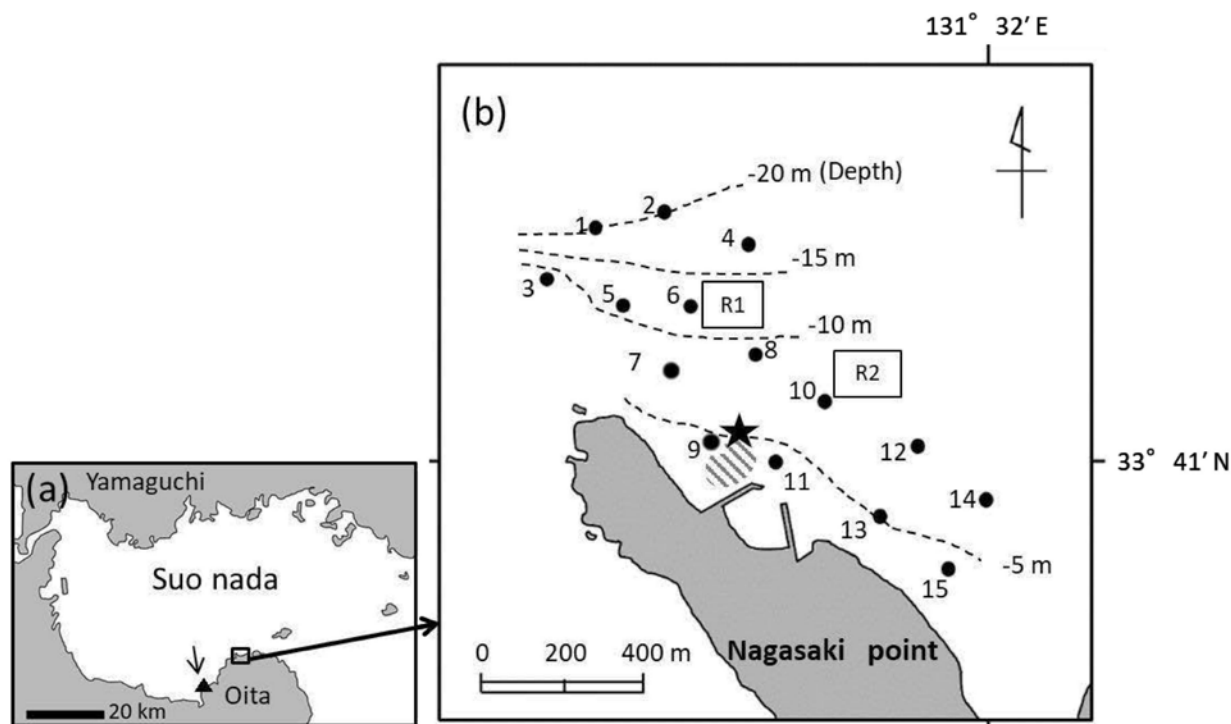 131° 32′ E
(b)
-20 m (Depth)
2
1
4
-15 m
3
5
6
R1
-10 m
8
7
R2
10
9
12
33° 41′ N
11
(a)
Yamaguchi
14
13
-5 m
15
Suo nada
Nagasaki point
0 200 400 m
Oita
20 km